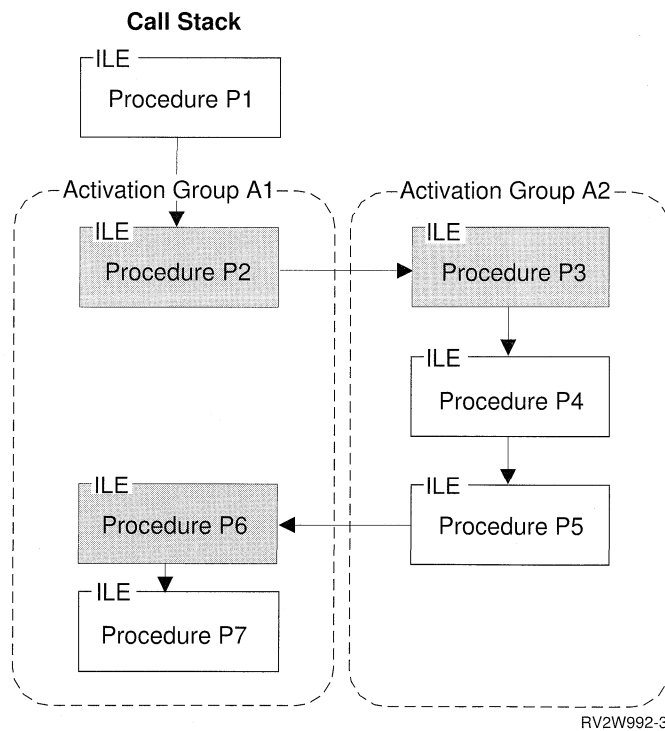 Call Stack
ILE
Procedure P1
Activation Group A1
Activation Group A2
ILE
Procedure P2
ILE
Procedure P3
ILE
Procedure P4
ILE
Procedure P6
ILE
Procedure P5
ILE
Procedure P7
RV2W992-3